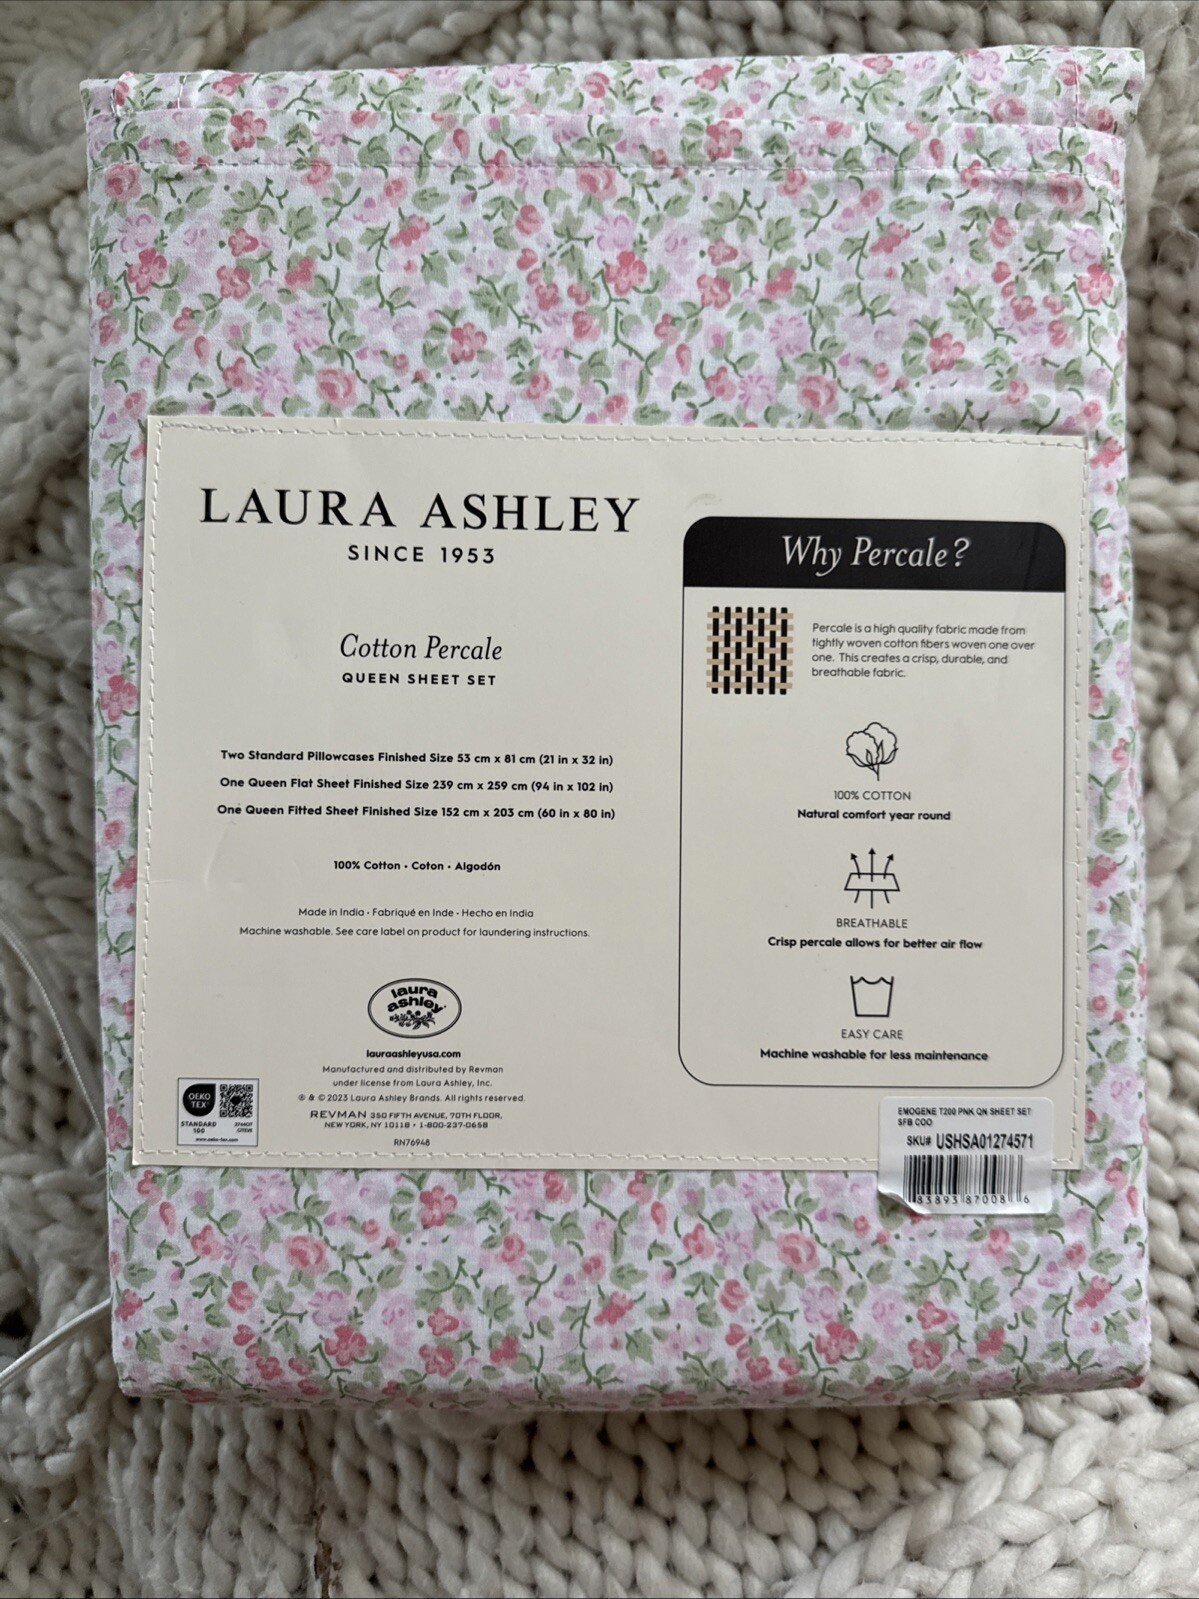 LAURA ASHLEY
SINCE 1953
Cotton Percale
QUEEN SHEET SET
Two Standard Pillowcases Finished Size 53 cm x 81 cm (21 in x 32 in)
One Queen Flat Sheet Finished Size 239 cm x 259 cm (94 in x 102 in)
One Queen Fitted Sheet Finished Size 152 cm x 203 cm (60 in x 80 in)
100% Cotton • Coton • Algodón
Made in India • Fabriqué en Inde • Hecho en India
Machine washable. See care label on product for laundering instructions.
laura
ashley®
lauraashleyusa.com
Manufactured and distributed by Revman
under license from Laura Ashley, Inc.
® & © 2023 Laura Ashley Brands. All rights reserved.
REVMAN 350 FIFTH AVENUE, 70TH FLOOR,
NEW YORK, NY 10118 • 1-800-237-0658
RN76948
OEKO
TEX®
STANDARD
100
www.oeko-tex.com
Why Percale?
Percale is a high quality fabric made from
tightly woven cotton fibers woven one over
one. This creates a crisp, durable, and
breathable fabric.
100% COTTON
Natural comfort year round
BREATHABLE
Crisp percale allows for better air flow
EASY CARE
Machine washable for less maintenance
EMOGENE T200 PNK QN SHEET SET
SFB COO
SKU# USHSA01274571
83893 87008 6